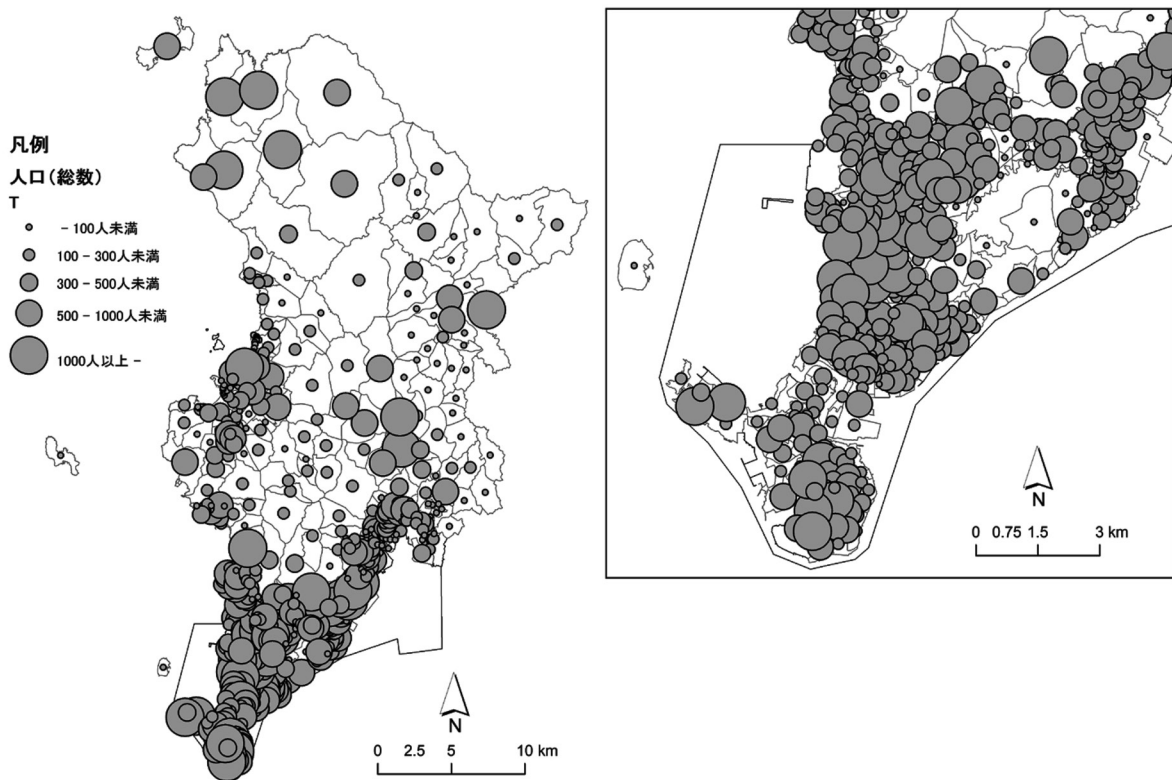 凡例
人口(総数)
T
- 100人未満
100 - 300人未満
300 - 500人未満
500 - 1000人未満
1000人以上 -
N
0 2.5 5 10 km
N
0 0.75 1.5 3 km